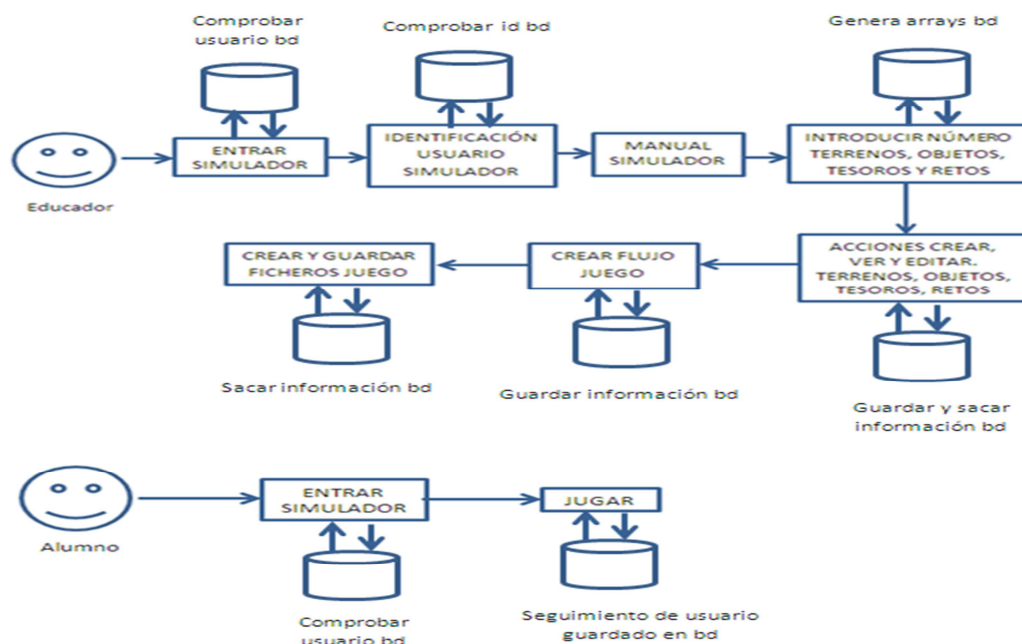 Comprobar
usuario bd
Comprobar id bd
Genera arrays bd
Educador
ENTRAR
SIMULADOR
IDENTIFICACIÓN
USUARIO
SIMULADOR
MANUAL
SIMULADOR
INTRODUCIR NÚMERO
TERRENOS, OBJETOS,
TESOROS Y RETOS
ACCIONES CREAR,
VER Y EDITAR.
TERRENOS, OBJETOS,
TESOROS, RETOS
CREAR FLUJO
JUEGO
CREAR Y GUARDAR
FICHEROS JUEGO
Sacar información bd
Guardar información bd
Guardar y sacar
información bd
Alumno
ENTRAR
SIMULADOR
JUGAR
Comprobar
usuario bd
Seguimiento de usuario
guardado en bd